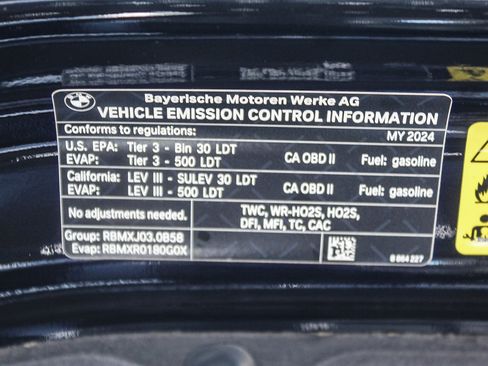 Bayerische Motoren Werke AG
VEHICLE EMISSION CONTROL INFORMATION
Conforms to regulations: MY 2024
U.S. EPA: Tier 3 - Bin 30 LDT
EVAP: Tier 3 - 500 LDT CA OBD II Fuel: gasoline
California: LEV III - SULEV 30 LDT
EVAP: LEV III - 500 LDT CA OBD II Fuel: gasoline
No adjustments needed. TWC, WR-HO2S, HO2S,
DFI, MFI, TC, CAC
Group: RBMXJ03.0B58
Evap: RBMXR0180G0X
8 864 227